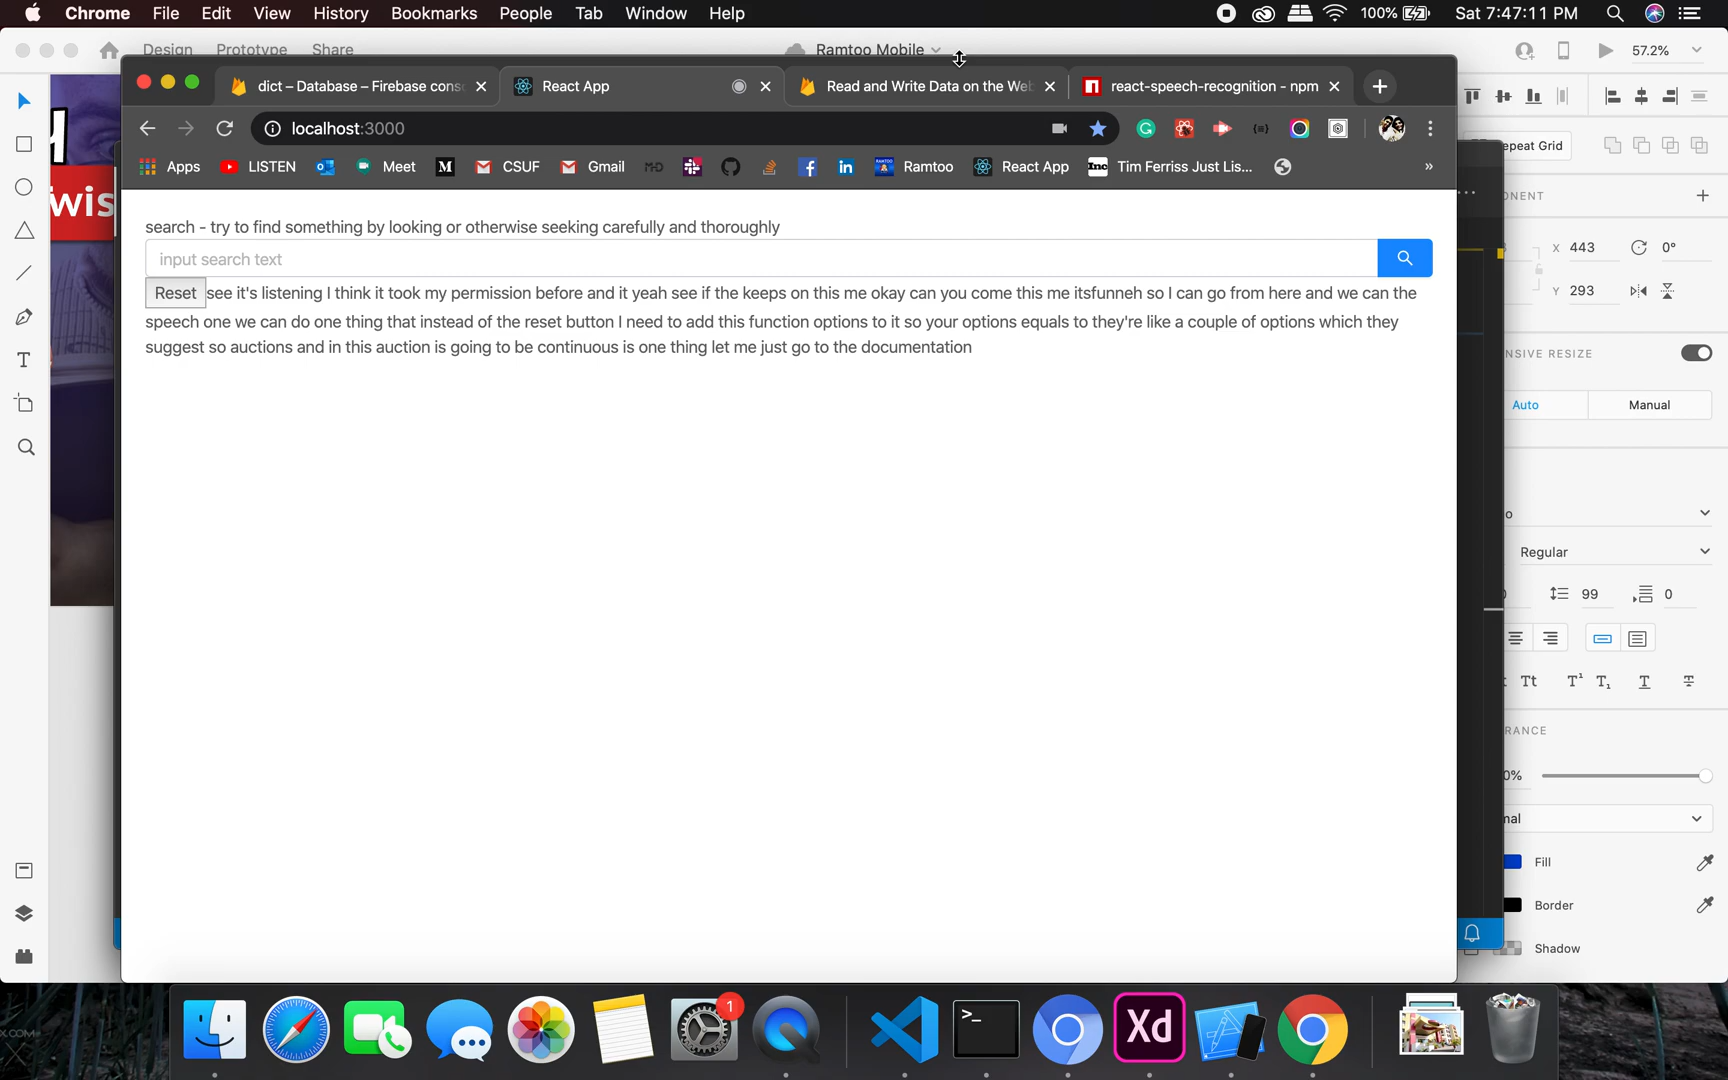 Chrome File Edit View History Bookmarks People Tab Window Help 100% Sat 7:47:11 PM
Design Prototype Share Ramtoo Mobile 57.2%
dict – Database – Firebase cons React App Read and Write Data on the We react-speech-recognition - npm
localhost:3000
Apps LISTEN Meet CSUF Gmail Ramtoo React App Tim Ferriss Just Lis... »
epeat Grid
wis
search - try to find something by looking or otherwise seeking carefully and thoroughly
input search text
Reset see it's listening I think it took my permission before and it yeah see if the keeps on this me okay can you come this me itsfunneh so I can go from here and we can the
speech one we can do one thing that instead of the reset button I need to add this function options to it so your options equals to they're like a couple of options which they
suggest so auctions and in this auction is going to be continuous is one thing let me just go to the documentation
ONENT
X 443 0°
Y 293
NSIVE RESIZE
Auto Manual
o
Regular
99 0
Tt T¹ T₁ T
RANCE
0%
mal
Fill
Border
Shadow
1
Xd